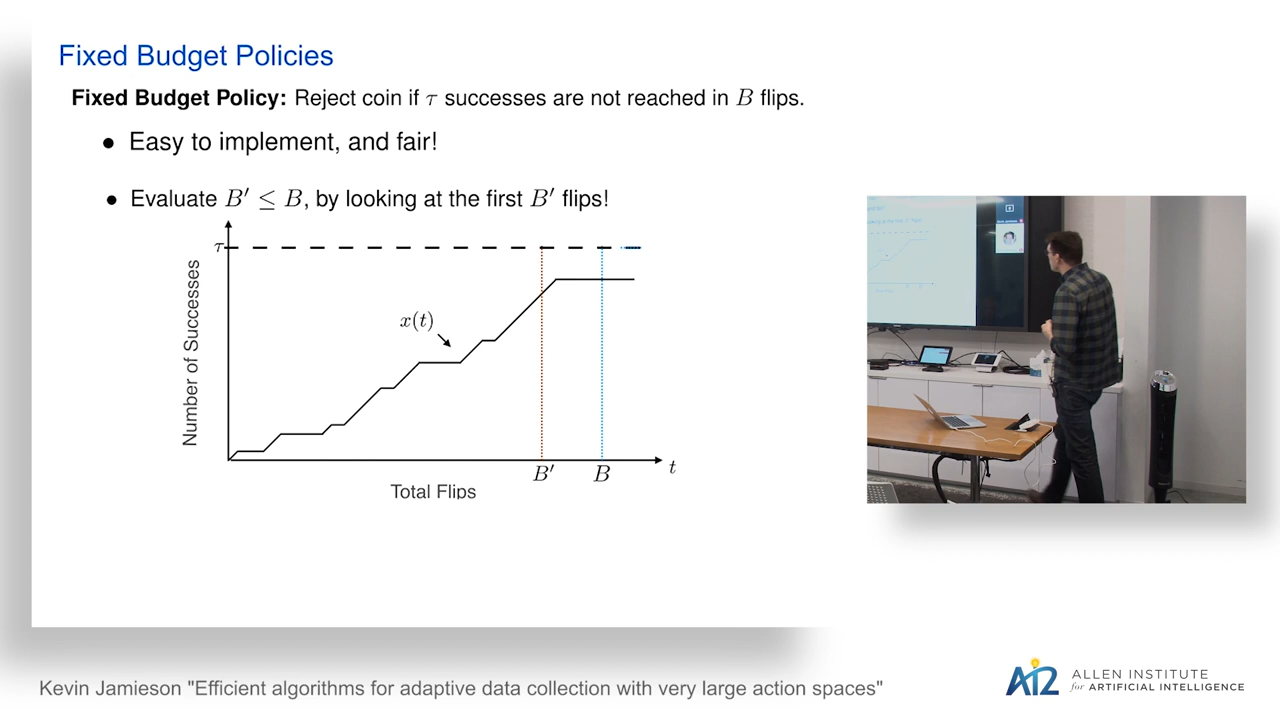 Fixed Budget Policies
Fixed Budget Policy: Reject coin if τ successes are not reached in B flips.
• Easy to implement, and fair!
• Evaluate B′ ≤ B, by looking at the first B′ flips!
τ
Number of Successes
x(t)
B′
B
t
Total Flips
Kevin Jamieson "Efficient algorithms for adaptive data collection with very large action spaces"
AI2
ALLEN INSTITUTE
for ARTIFICIAL INTELLIGENCE